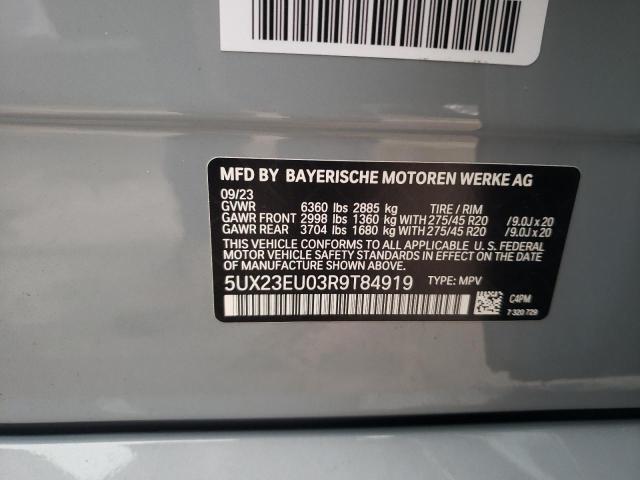 MFD BY BAYERISCHE MOTOREN WERKE AG
09/23
GVWR 6360 lbs 2885 kg TIRE / RIM
GAWR FRONT 2998 lbs 1360 kg WITH 275/45 R20 /9.0J x 20
GAWR REAR 3704 lbs 1680 kg WITH 275/45 R20 /9.0J x 20
THIS VEHICLE CONFORMS TO ALL APPLICABLE U. S. FEDERAL
MOTOR VEHICLE SAFETY STANDARDS IN EFFECT ON THE
DATE OF MANUFACTURE SHOWN ABOVE.
5UX23EU03R9T84919 TYPE: MPV
C4PM
7 320 729